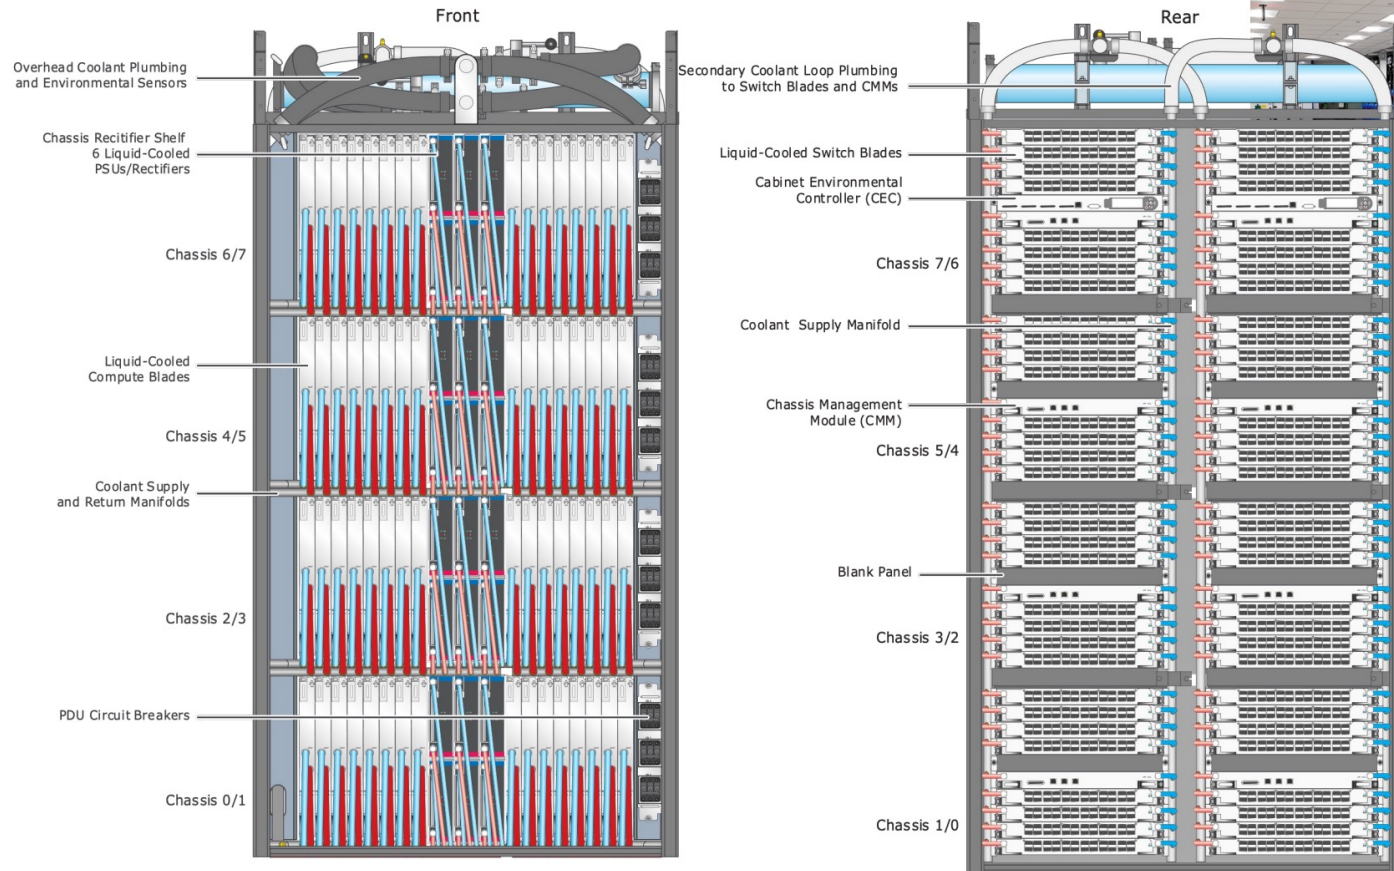 Front
Overhead Coolant Plumbing
and Environmental Sensors
Chassis Recitifier Shelf
6 Liquid-Cooled
PSUs/Rectifiers
Chassis 6/7
Liquid-Cooled
Compute Blades
Chassis 4/5
Coolant Supply
and Return Manifolds
Chassis 2/3
PDU Circuit Breakers
Chassis 0/1
Rear
Secondary Coolant Loop Plumbing
to Switch Blades and CMMs
Liquid-Cooled Switch Blades
Cabinet Environmental
Controller (CEC)
Chassis 7/6
Coolant Supply Manifold
Chassis Management
Module (CMM)
Chassis 5/4
Blank Panel
Chassis 3/2
Chassis 1/0